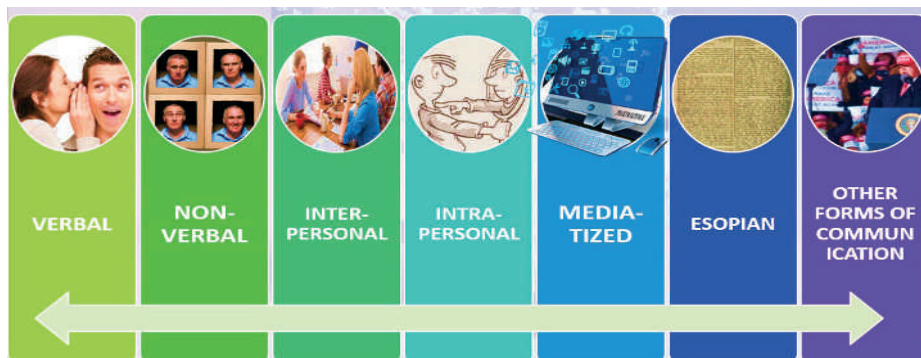 VERBAL
NON-
VERBAL
INTER-
PERSONAL
INTRA-
PERSONAL
MEDIA-
TIZED
ESOPIAN
OTHER
FORMS OF
COMMUN
ICATION